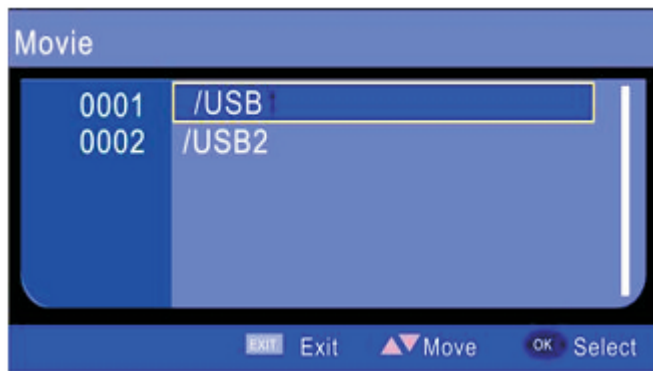 Movie
0001 /USB1
0002 /USB2
EXIT Exit ▲▼ Move OK Select